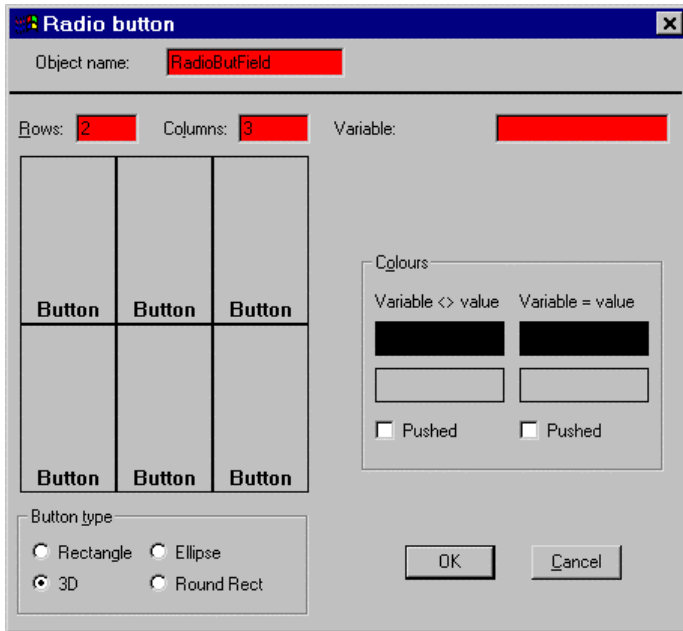 Radio button
Object name: RadioButField
Rows: 2 Columns: 3 Variable:
Button Button Button
Colours
Variable <> value Variable = value
Pushed Pushed
Button Button Button
Button type
Rectangle Ellipse
3D Round Rect
OK Cancel